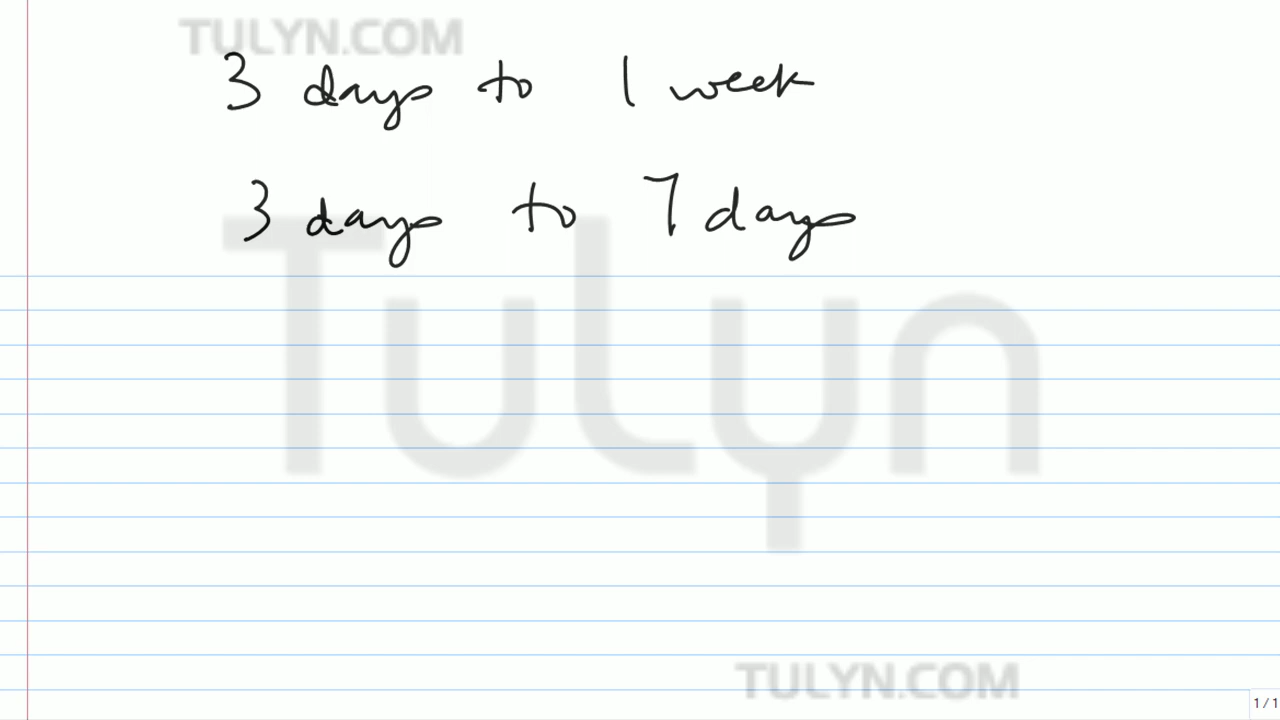 TULYN.COM
3 days to 1 week
3 days to 7 days
Tulyn
TULYN.COM
1/1